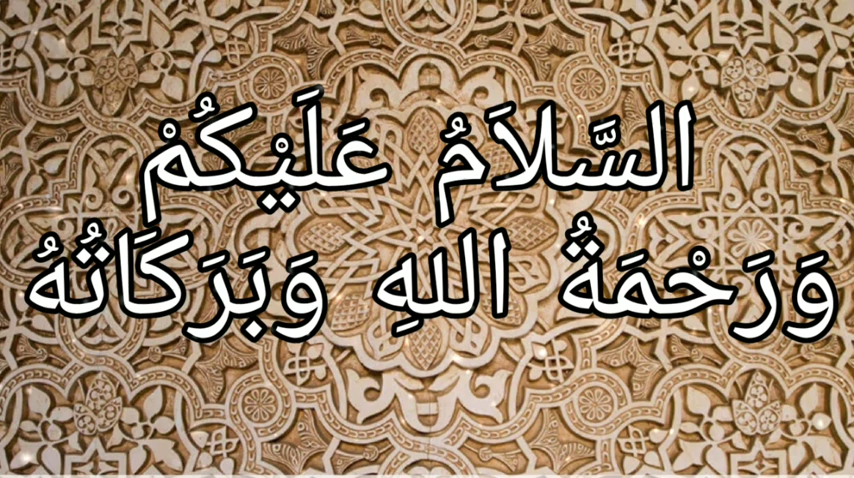 السَّلاَمُ عَلَيْكُمْ
وَرَحْمَةُ اللهِ وَبَرَكَاتُهُ